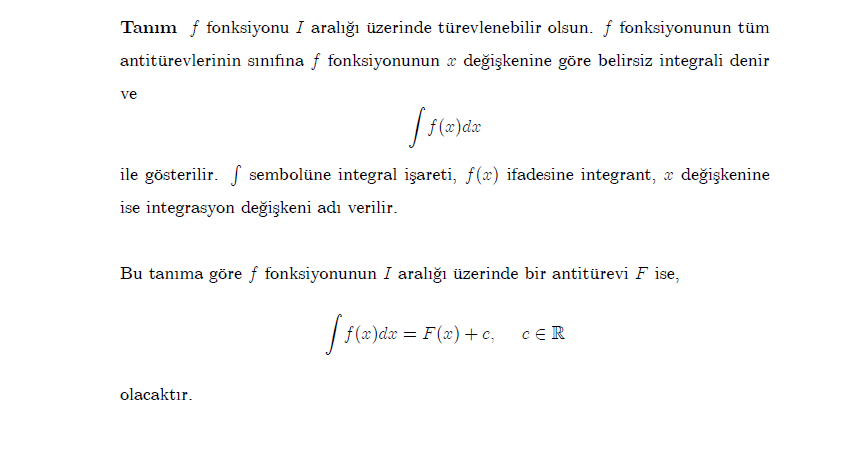 Tanım f fonksiyonu I aralığı üzerinde türevlenebilir olsun. f fonksiyonunun tüm
antitürevlerinin sınıfına f fonksiyonunun x değişkenine göre belirsiz integrali denir
ve
∫ f(x)dx
ile gösterilir. ∫ sembolüne integral işareti, f(x) ifadesine integrant, x değişkenine
ise integrasyon değişkeni adı verilir.
Bu tanıma göre f fonksiyonunun I aralığı üzerinde bir antitürevi F ise,
∫ f(x)dx = F(x) + c, c ∈ ℝ
olacaktır.